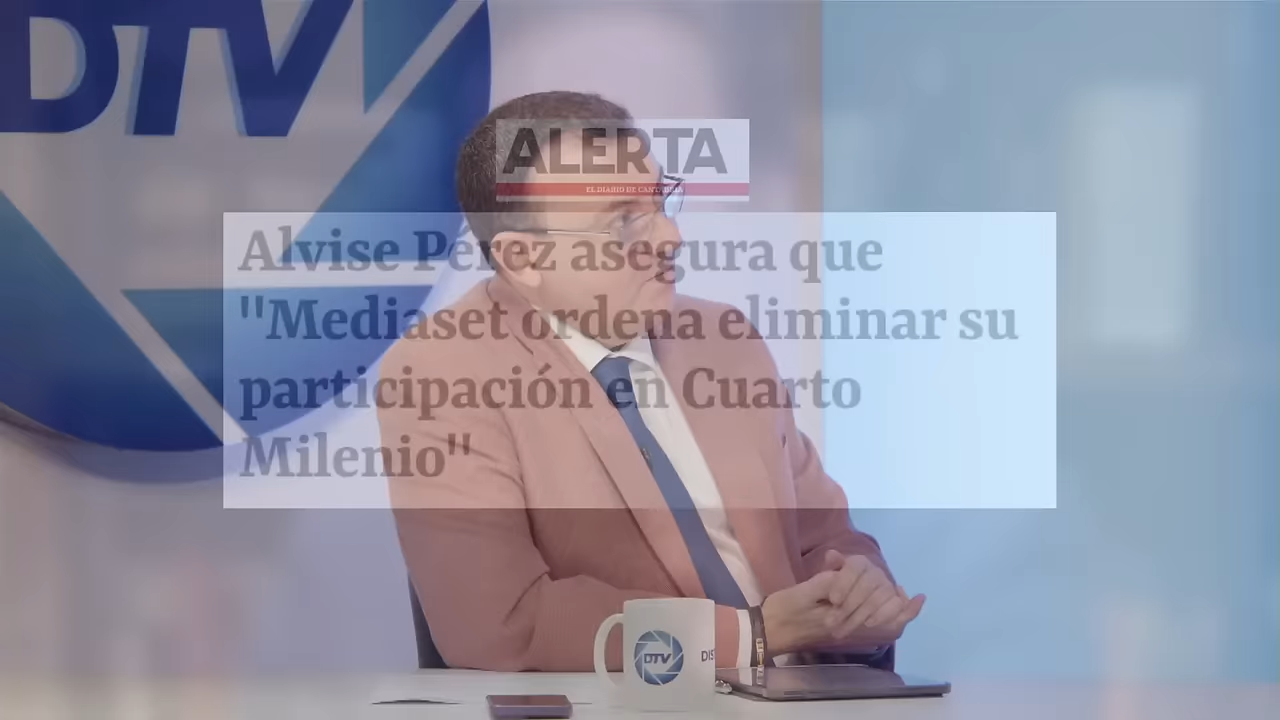 DTV
ALERTA
EL DIARIO DE CANTABRIA
Alvise Pérez asegura que
"Mediaset ordena eliminar su
participación en Cuarto
Milenio"
DTV
DIS